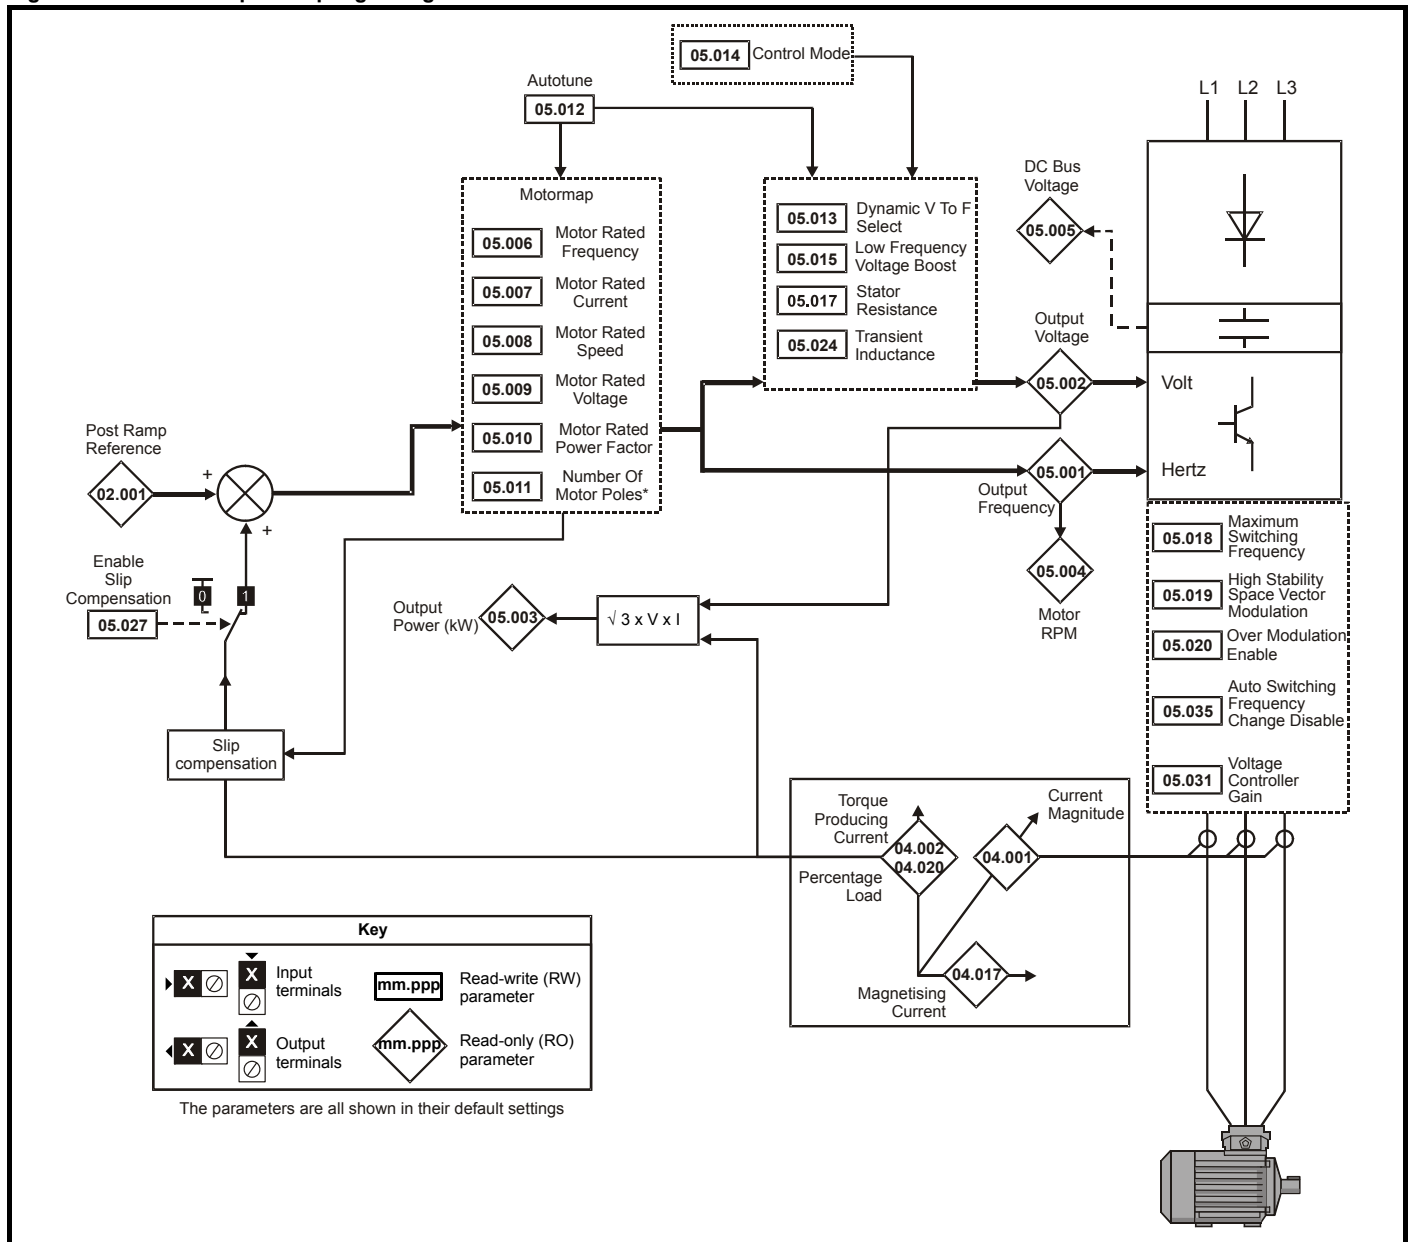 05.014 Control Mode
Autotune
05.012
L1 L2 L3
DC Bus
Voltage
05.005
Motormap
05.006 Motor Rated
Frequency
05.007 Motor Rated
Current
05.008 Motor Rated
Speed
05.009 Motor Rated
Voltage
05.010 Motor Rated
Power Factor
05.011 Number Of
Motor Poles*
05.013 Dynamic V To F
Select
05.015 Low Frequency
Voltage Boost
05.017 Stator
Resistance
05.024 Transient
Inductance
Output
Voltage
05.002
Volt
Post Ramp
Reference
02.001
+
+
05.001
Output
Frequency
Hertz
05.004
Motor
RPM
Enable
Slip
Compensation
05.027
0 1
Output
Power (kW)
05.003
√ 3 x V x I
05.018 Maximum
Switching
Frequency
05.019 High Stability
Space Vector
Modulation
05.020 Over Modulation
Enable
05.035 Auto Switching
Frequency
Change Disable
05.031 Voltage
Controller
Gain
Slip
compensation
Torque
Producing
Current
04.002
04.020
Percentage
Load
Current
Magnitude
04.001
04.017
Magnetising
Current
Key
X X Input
terminals
mm.ppp Read-write (RW)
parameter
X X Output
terminals
mm.ppp Read-only (RO)
parameter
The parameters are all shown in their default settings